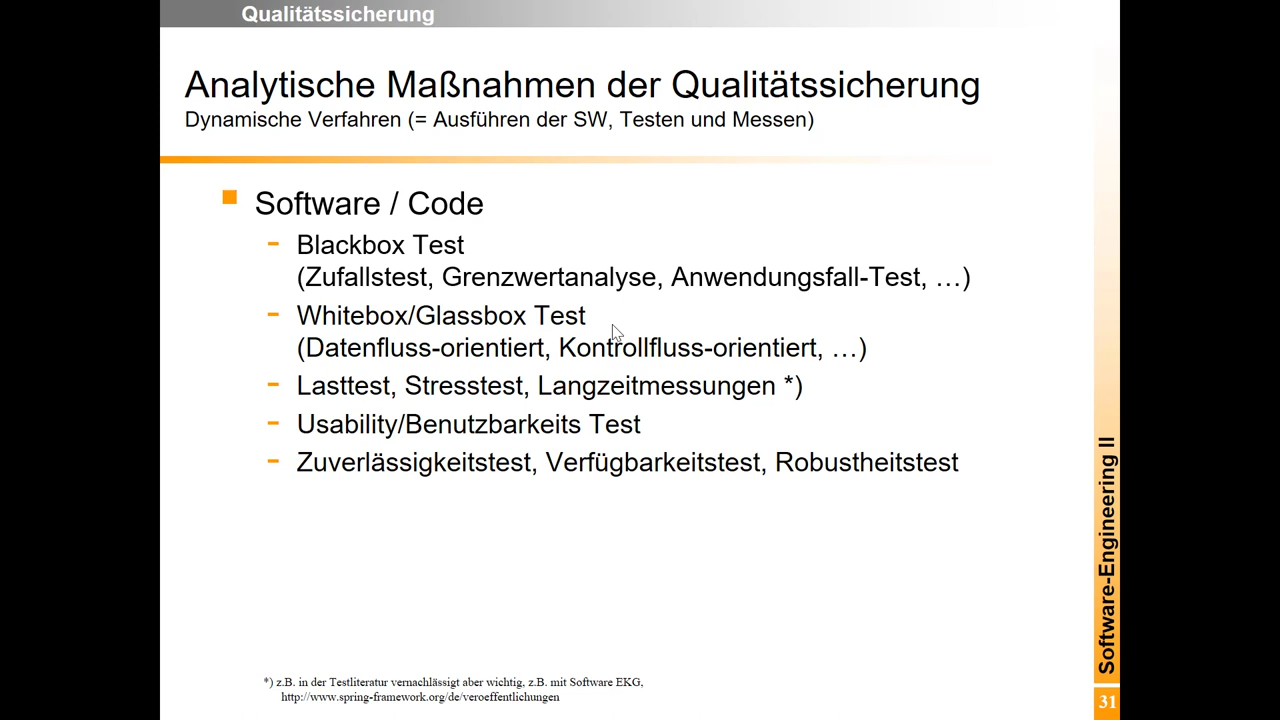 Qualitätssicherung
Analytische Maßnahmen der Qualitätssicherung
Dynamische Verfahren (= Ausführen der SW, Testen und Messen)
Software / Code
Blackbox Test
(Zufallstest, Grenzwertanalyse, Anwendungsfall-Test, …)
Whitebox/Glassbox Test
(Datenfluss-orientiert, Kontrollfluss-orientiert, …)
Lasttest, Stresstest, Langzeitmessungen *)
Usability/Benutzbarkeits Test
Zuverlässigkeitstest, Verfügbarkeitstest, Robustheitstest
*) z.B. in der Testliteratur vernachlässigt aber wichtig, z.B. mit Software EKG,
http://www.spring-framework.org/de/veroeffentlichungen
Software-Engineering II
31